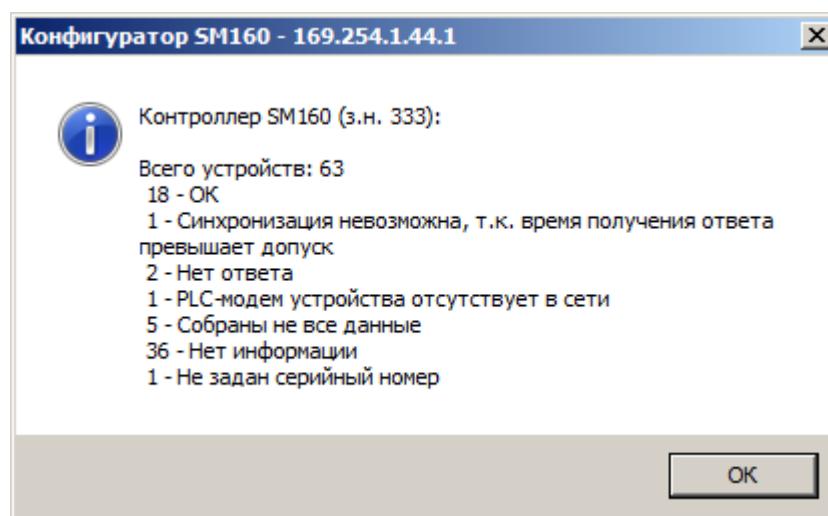 Конфигуратор SM160 - 169.254.1.44.1
Контроллер SM160 (з.н. 333):
Всего устройств: 63
18 - ОК
1 - Синхронизация невозможна, т.к. время получения ответа
превышает допуск
2 - Нет ответа
1 - PLC-модем устройства отсутствует в сети
5 - Собраны не все данные
36 - Нет информации
1 - Не задан серийный номер
ОК